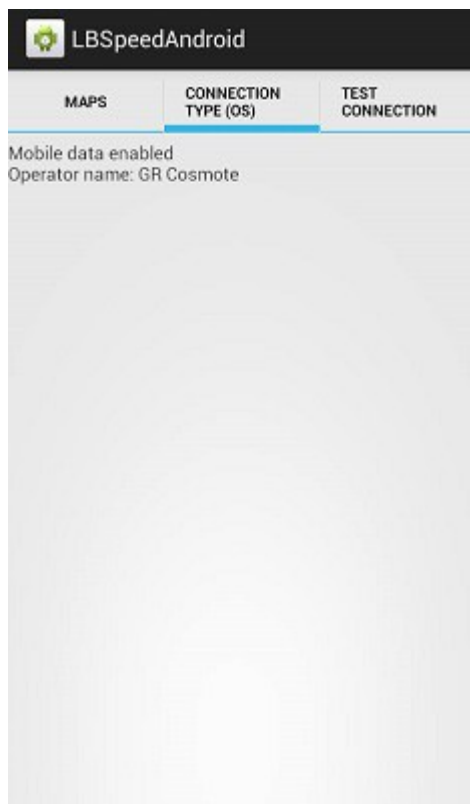 LBSpeedAndroid
MAPS
CONNECTION
TYPE (OS)
TEST
CONNECTION
Mobile data enabled
Operator name: GR Cosmote